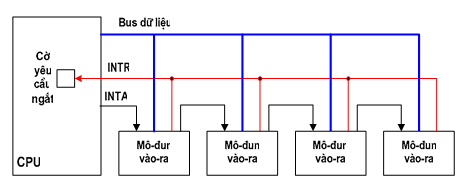 Bus dữ liệu
Cờ
yêu
cầu
ngắt
INTR
INTA
CPU
Mô-đun
vào-ra
Mô-đun
vào-ra
Mô-đun
vào-ra
Mô-đun
vào-ra